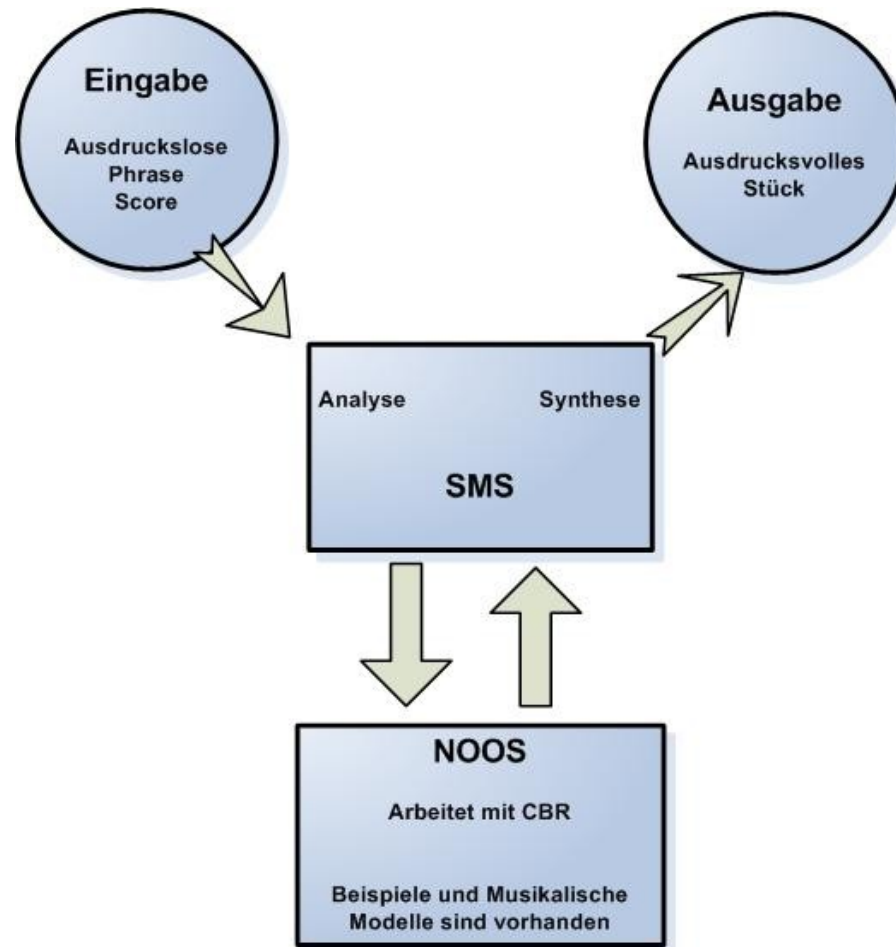 Eingabe
Ausdruckslose
Phrase
Score
Ausgabe
Ausdrucksvolles
Stück
Analyse
Synthese
SMS
NOOS
Arbeitet mit CBR
Beispiele und Musikalische
Modelle sind vorhanden